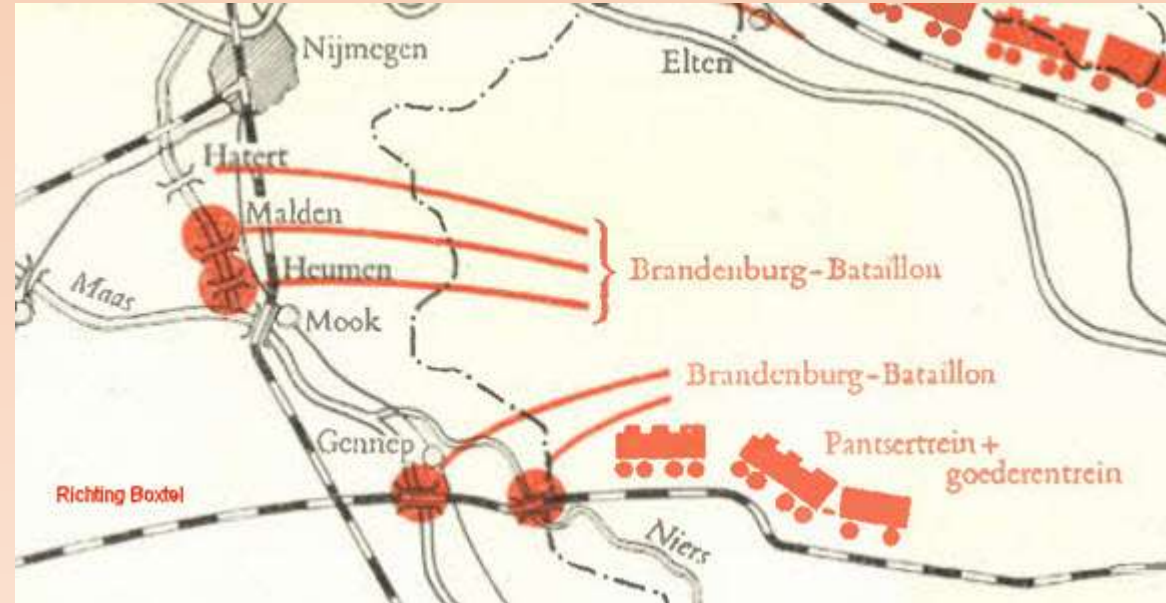 Nijmegen
Elten
Hatert
Malden
Heumen
Brandenburg-Bataillon
Maas
Mook
Brandenburg-Bataillon
Gennep
Pantsertrein +
goederentrein
Richting Boxtel
Niers